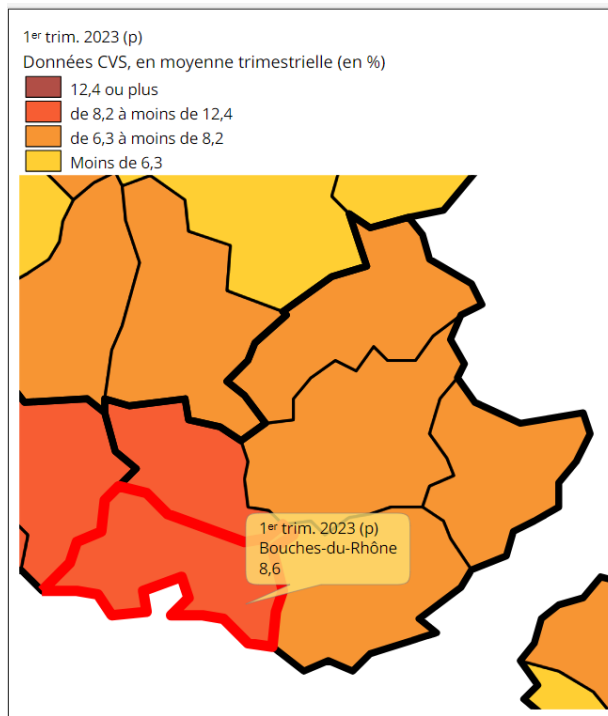 1er trim. 2023 (p)
Données CVS, en moyenne trimestrielle (en %)
12,4 ou plus
de 8,2 à moins de 12,4
de 6,3 à moins de 8,2
Moins de 6,3
1er trim. 2023 (p)
Bouches-du-Rhône
8,6